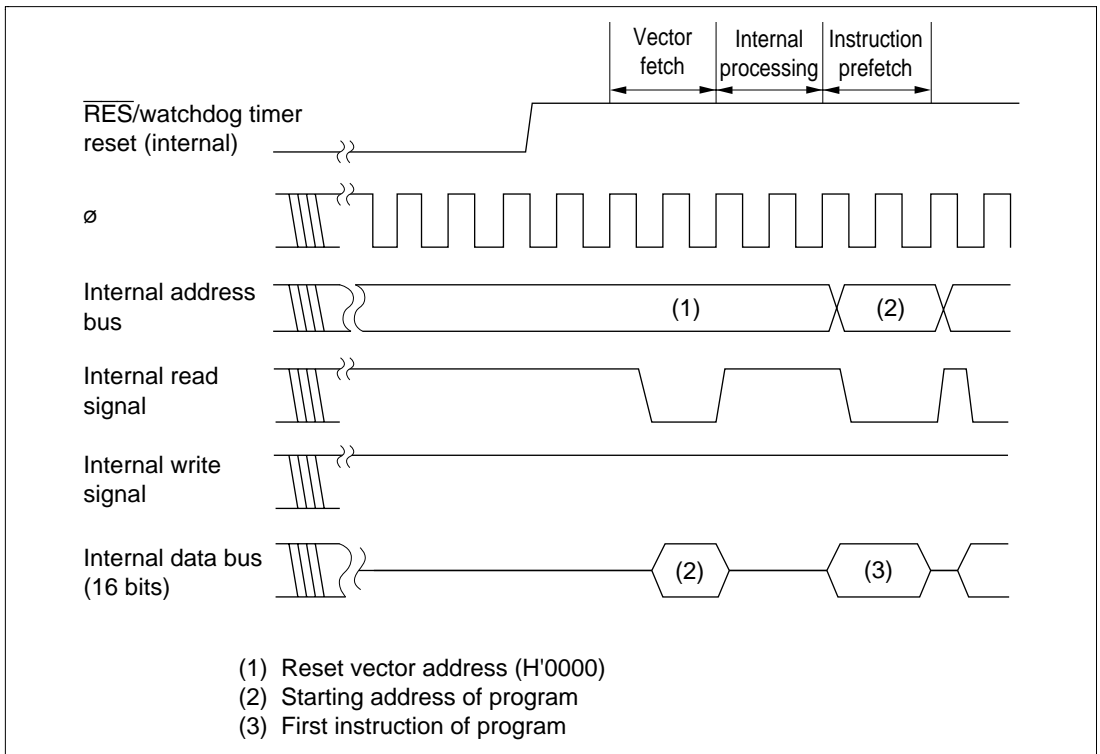 Vector fetch
Internal processing
Instruction prefetch
R̅E̅S̅/watchdog timer
reset (internal)
ø
Internal address
bus
(1)
(2)
Internal read
signal
Internal write
signal
Internal data bus
(16 bits)
(2)
(3)
(1) Reset vector address (H'0000)
(2) Starting address of program
(3) First instruction of program